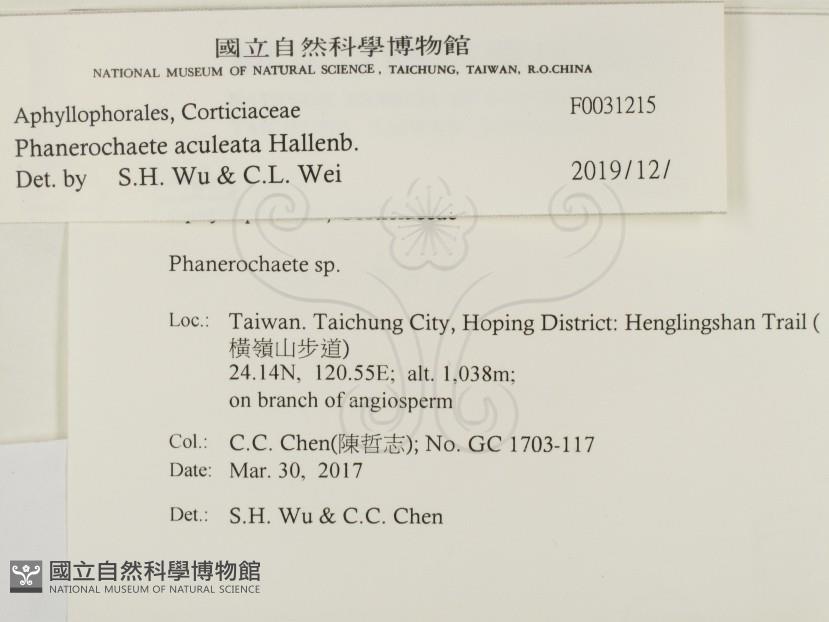 國立自然科學博物館
NATIONAL MUSEUM OF NATURAL SCIENCE, TAICHUNG, TAIWAN, R.O.CHINA
Aphyllophorales, Corticiaceae F0031215
Phanerochaete aculeata Hallenb.
Det. by S.H. Wu & C.L. Wei 2019/12/
Phanerochaete sp.
Loc.: Taiwan. Taichung City, Hoping District: Henglingshan Trail (
橫嶺山步道)
24.14N, 120.55E; alt. 1,038m;
on branch of angiosperm
Col.: C.C. Chen(陳哲志); No. GC 1703-117
Date: Mar. 30, 2017
Det.: S.H. Wu & C.C. Chen
國立自然科學博物館
NATIONAL MUSEUM OF NATURAL SCIENCE